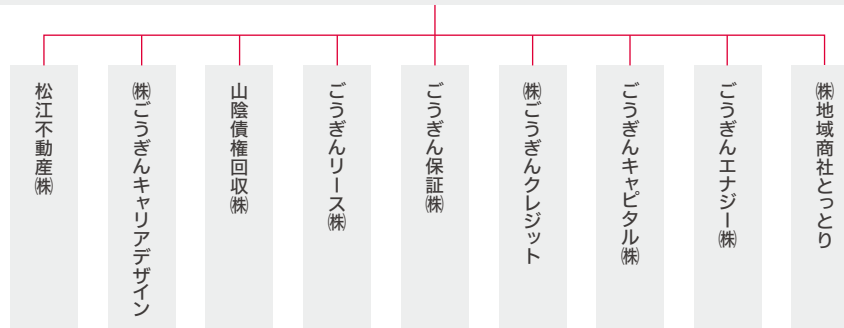 松江不動産㈱
㈱ごうぎんキャリアデザイン
山陰債権回収㈱
ごうぎんリース㈱
ごうぎん保証㈱
㈱ごうぎんクレジット
ごうぎんキャピタル㈱
ごうぎんエナジー㈱
㈱地域商社とっとり